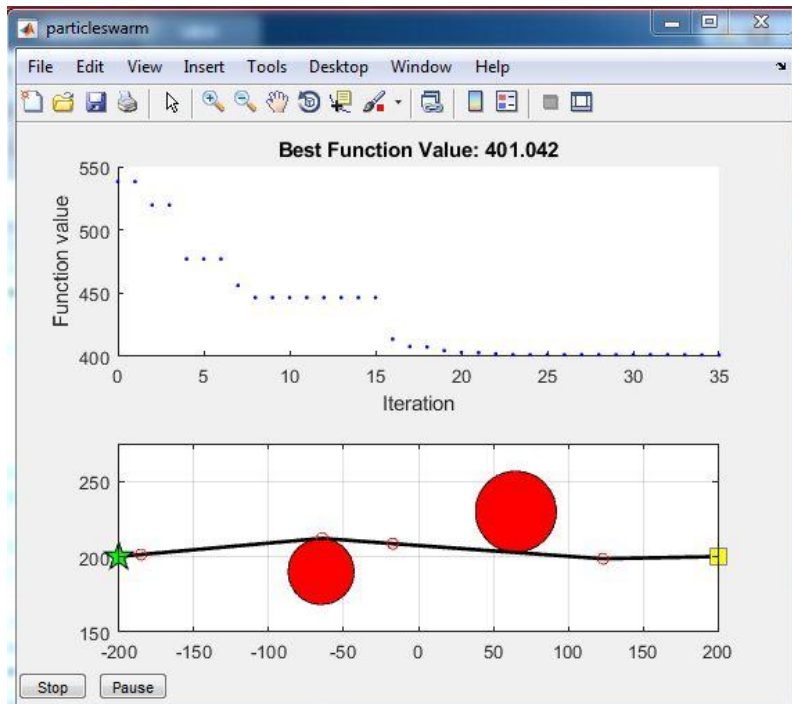 particleswarm
File Edit View Insert Tools Desktop Window Help
Best Function Value: 401.042
550
500
450
400
Function value
0 5 10 15 20 25 30 35
Iteration
250
200
150
-200 -150 -100 -50 0 50 100 150 200
Stop Pause